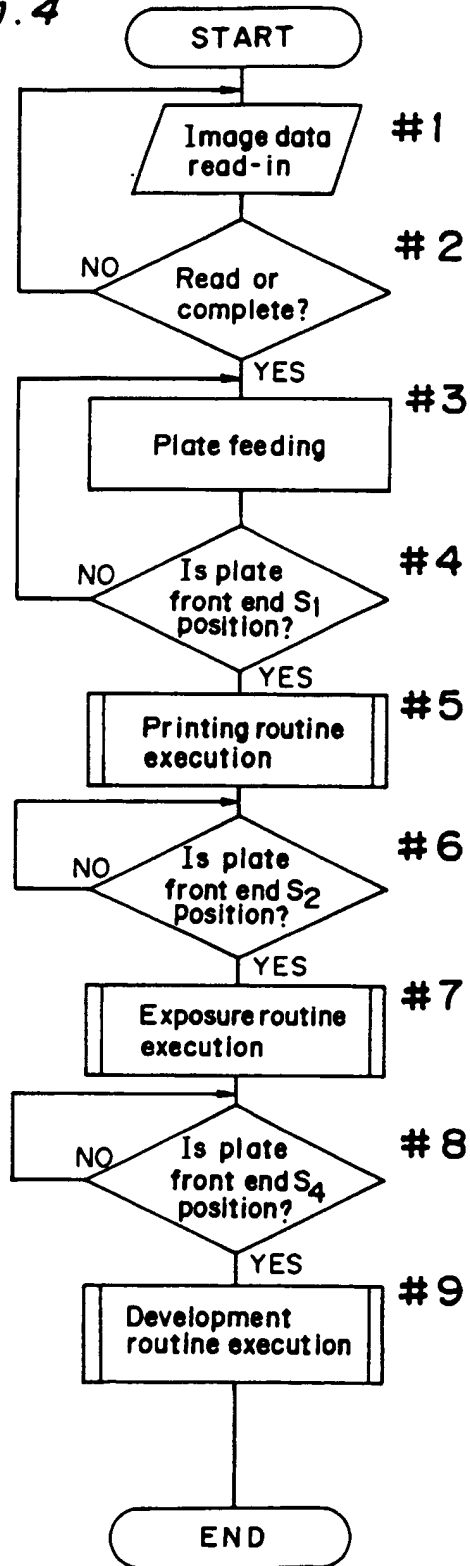 START
Image data
read-in
#1
#2
NO
Read or
complete?
YES
#3
Plate feeding
#4
NO
Is plate
front end S1
position?
YES
#5
Printing routine
execution
#6
NO
Is plate
front end S2
Position?
YES
#7
Exposure routine
execution
#8
NO
Is plate
front end S4
position?
YES
#9
Development
routine execution
END